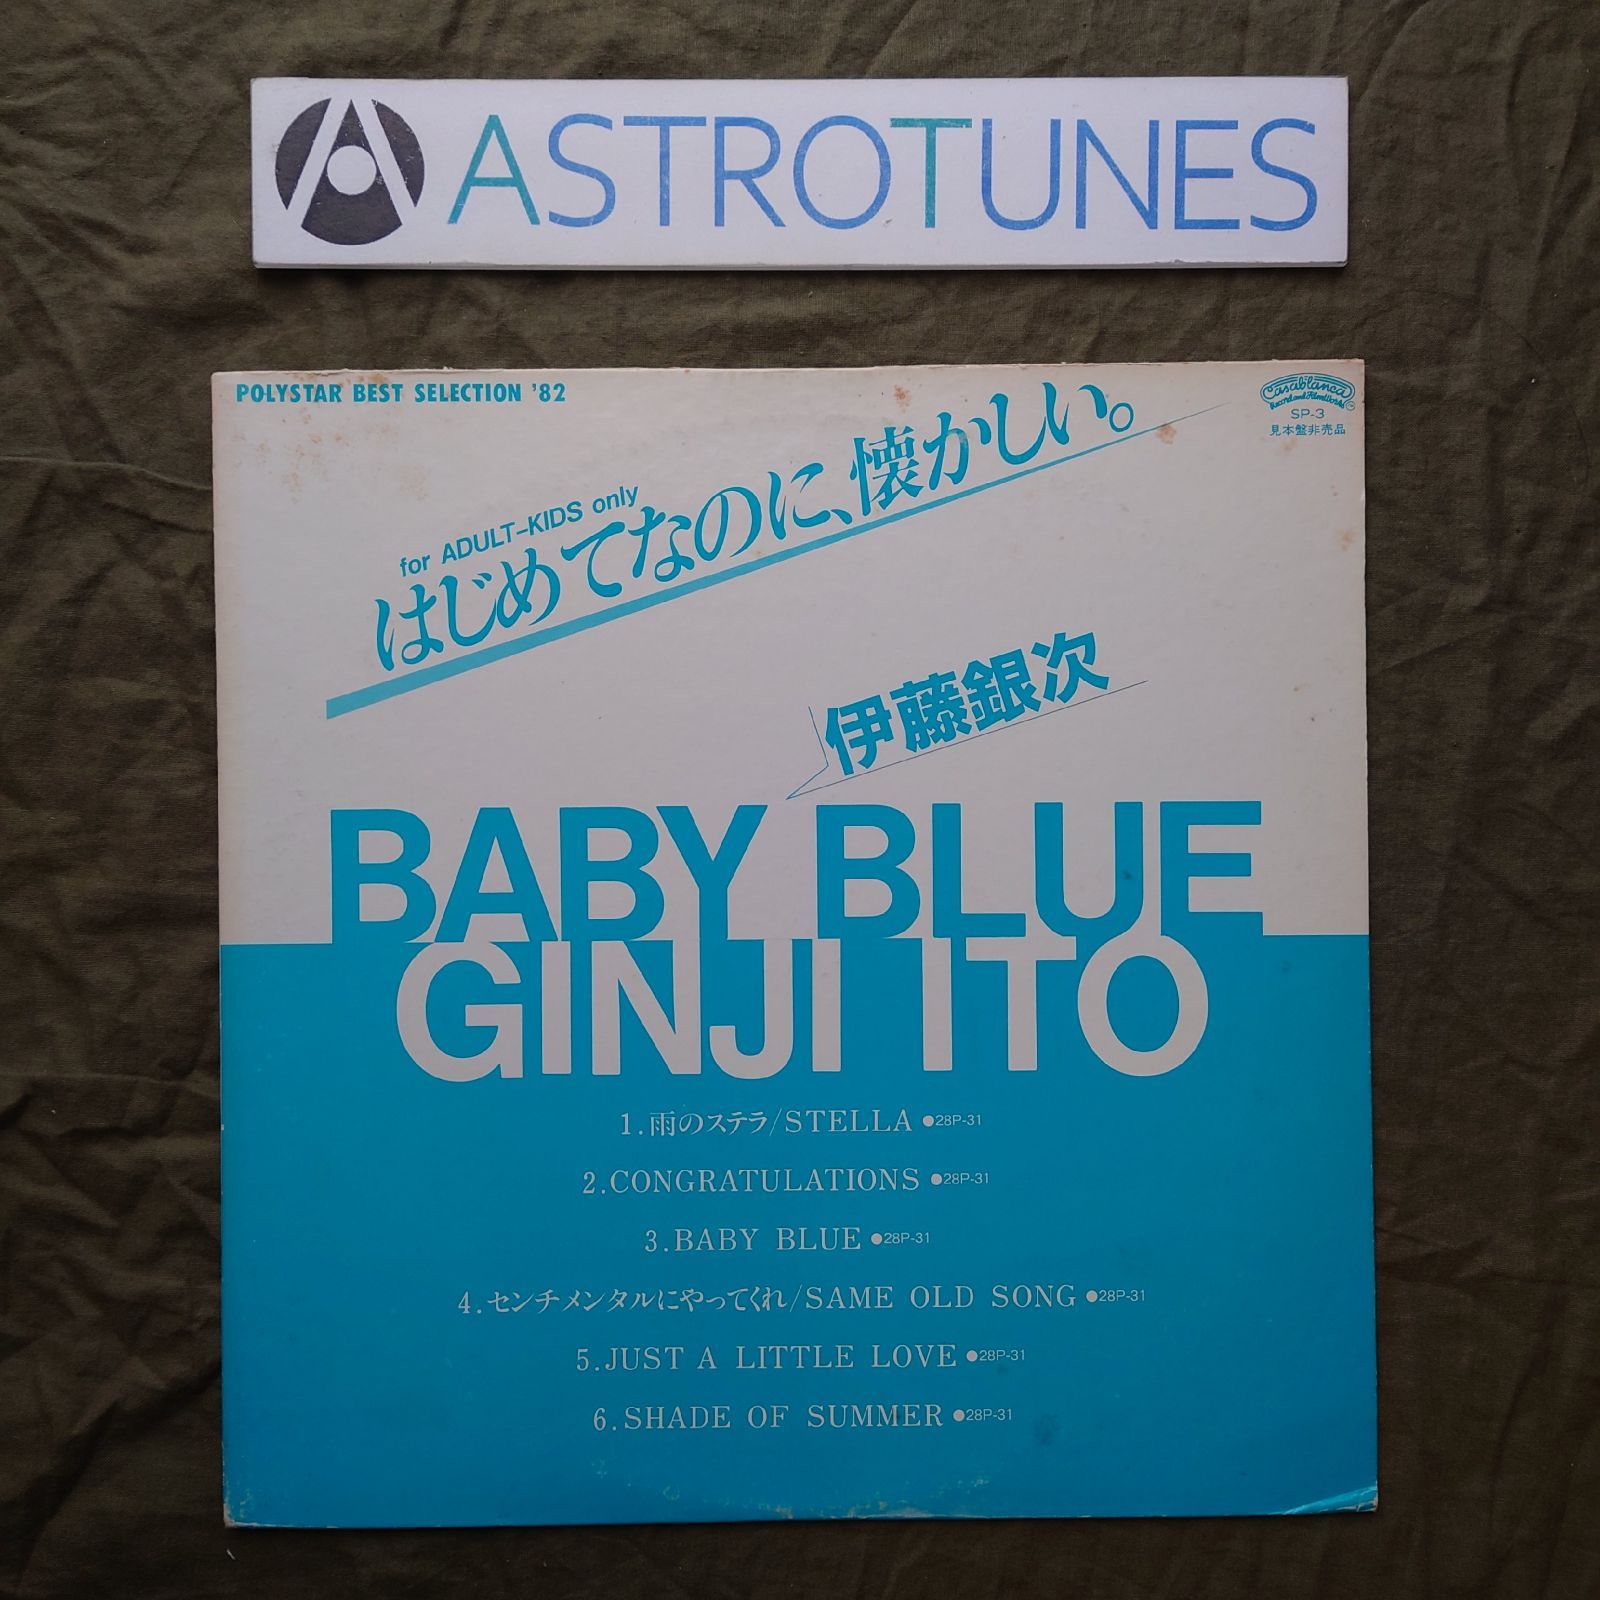 ASTROTUNES
POLYSTAR BEST SELECTION '82
Casablanca
Record and FilmWorks
SP-3
見本盤非売品
for ADULT-KIDS only
はじめてなのに、懐かしい。
伊藤銀次
BABY BLUE
GINJI ITO
1.雨のステラ/STELLA ●28P-31
2.CONGRATULATIONS ●28P-31
3.BABY BLUE ●28P-31
4.センチメンタルにやってくれ/SAME OLD SONG ●28P-31
5.JUST A LITTLE LOVE ●28P-31
6.SHADE OF SUMMER ●28P-31